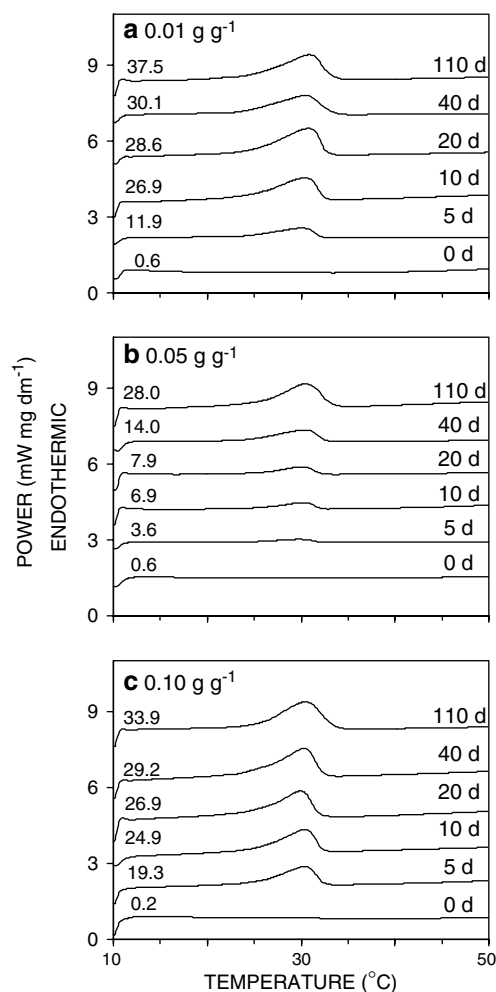 a 0.01 g g⁻¹
9
37.5
110 d
30.1
40 d
6
28.6
20 d
26.9
10 d
3
11.9
5 d
0.6
0 d
0
b 0.05 g g⁻¹
9
28.0
110 d
14.0
40 d
6
7.9
20 d
6.9
10 d
3
3.6
5 d
0.6
0 d
0
POWER (mW mg dm⁻¹)
ENDOTHERMIC
c 0.10 g g⁻¹
9
33.9
110 d
29.2
40 d
6
26.9
20 d
24.9
10 d
3
19.3
5 d
0.2
0 d
0
10 30 50
TEMPERATURE (°C)